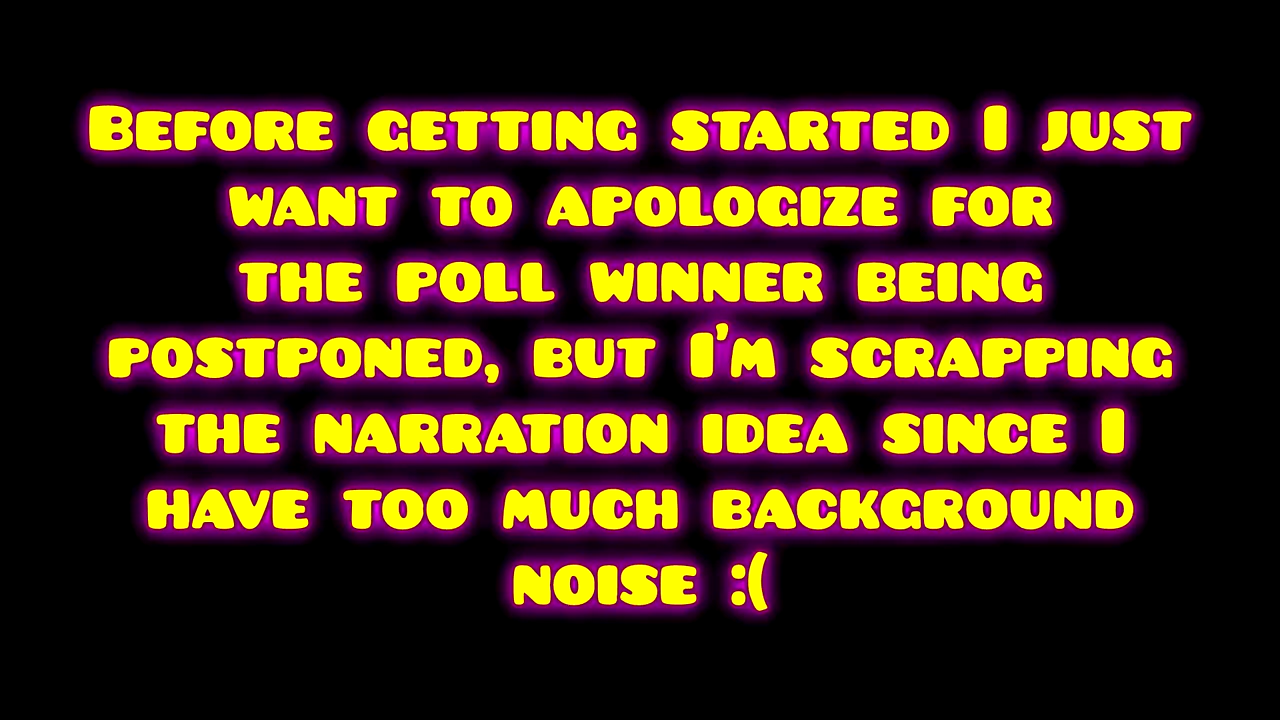 Before getting started I just
want to apologize for
the poll winner being
postponed, but I'm scrapping
the narration idea since I
have too much background
noise :(